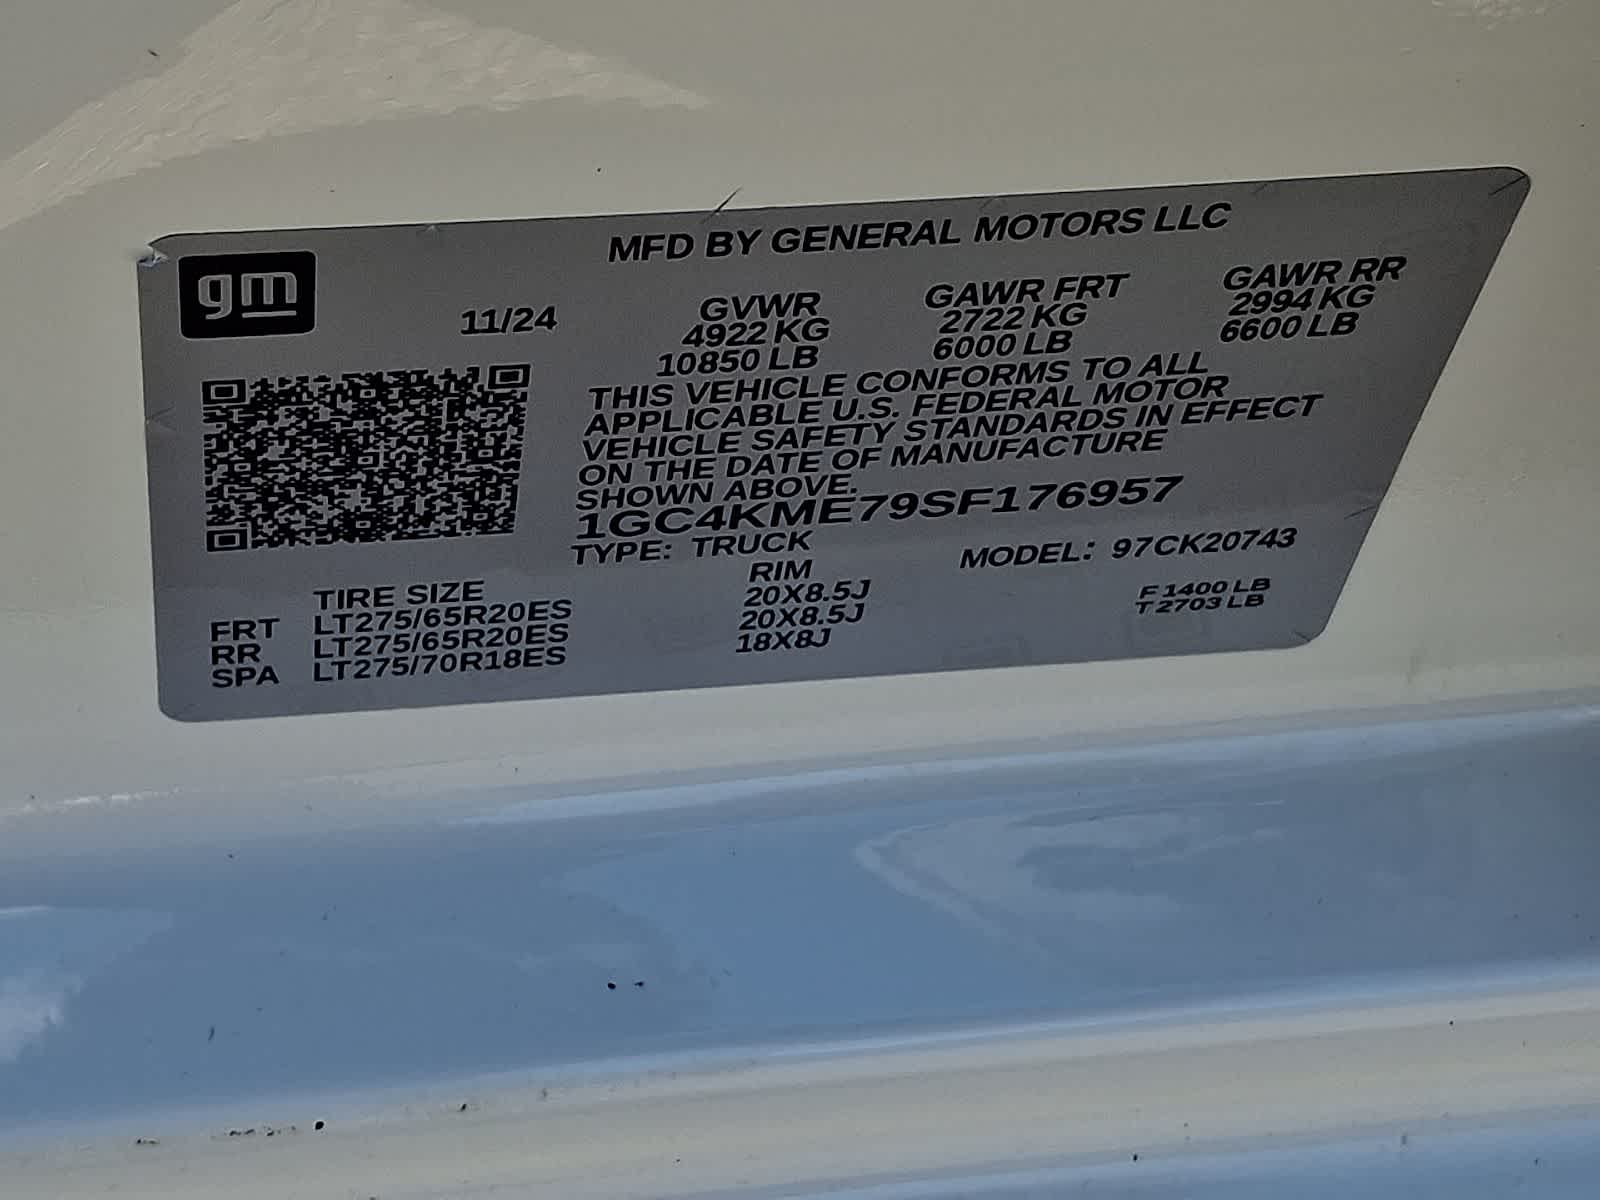 gm
MFD BY GENERAL MOTORS LLC
11/24
GVWR GAWR FRT GAWR RR
4922 KG 2722 KG 2994 KG
10850 LB 6000 LB 6600 LB
THIS VEHICLE CONFORMS TO ALL
APPLICABLE U.S. FEDERAL MOTOR
VEHICLE SAFETY STANDARDS IN EFFECT
ON THE DATE OF MANUFACTURE
SHOWN ABOVE.
1GC4KME79SF176957
TYPE: TRUCK MODEL: 97CK20743
TIRE SIZE RIM
FRT LT275/65R20ES 20X8.5J F 1400 LB
RR LT275/65R20ES 20X8.5J T 2703 LB
SPA LT275/70R18ES 18X8J